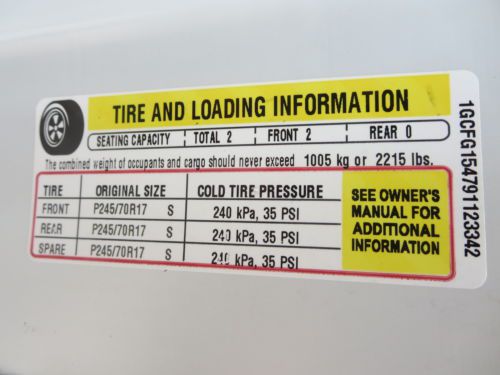 TIRE AND LOADING INFORMATION
SEATING CAPACITY TOTAL 2 FRONT 2 REAR 0
The combined weight of occupants and cargo should never exceed 1005 kg or 2215 lbs.
TIRE ORIGINAL SIZE COLD TIRE PRESSURE
FRONT P245/70R17 S 240 kPa, 35 PSI
REAR P245/70R17 S 240 kPa, 35 PSI
SPARE P245/70R17 S 240 kPa, 35 PSI
SEE OWNER'S
MANUAL FOR
ADDITIONAL
INFORMATION
1GCFG154791123342